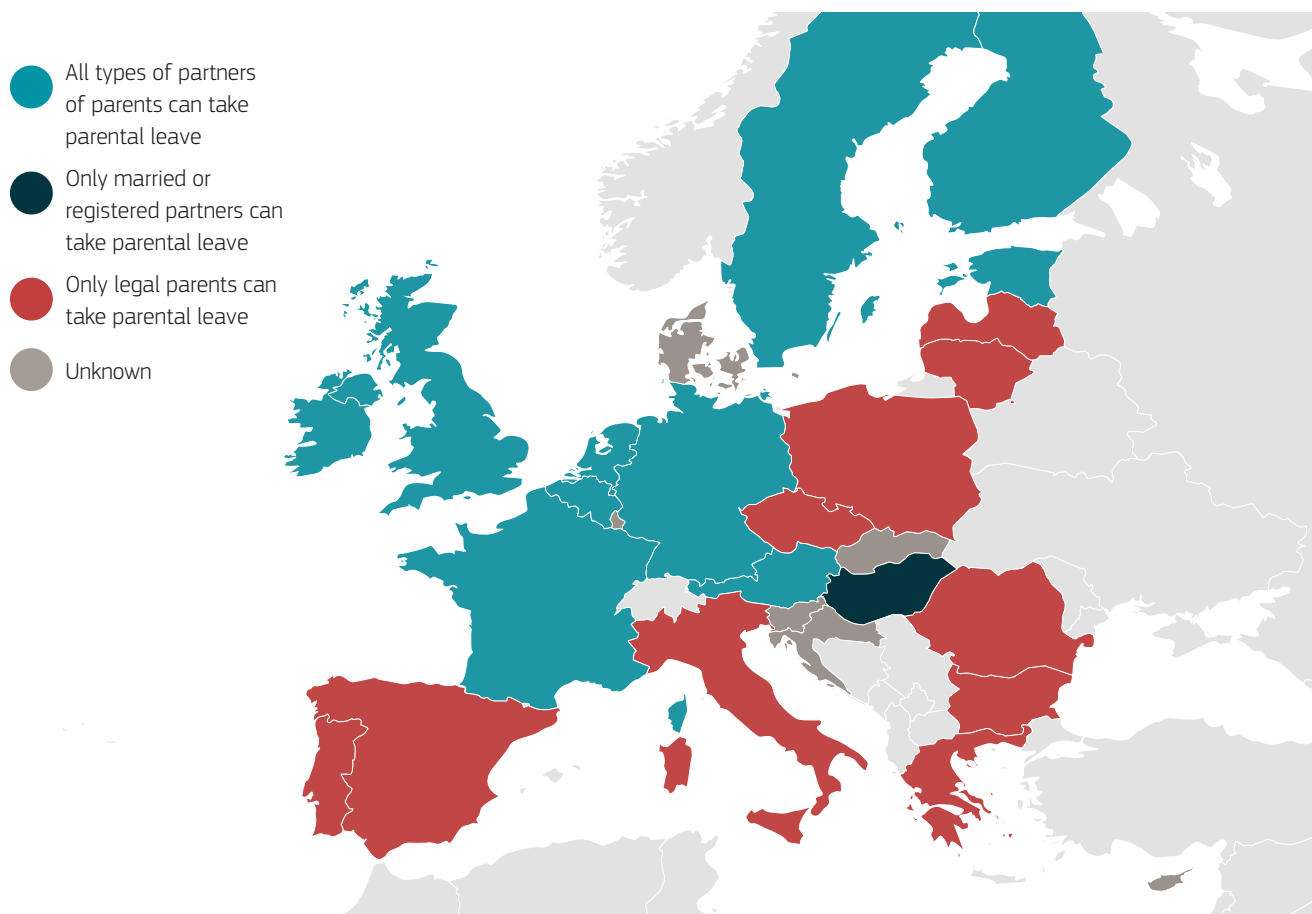 All types of partners
of parents can take
parental leave
Only married or
registered partners can
take parental leave
Only legal parents can
take parental leave
Unknown